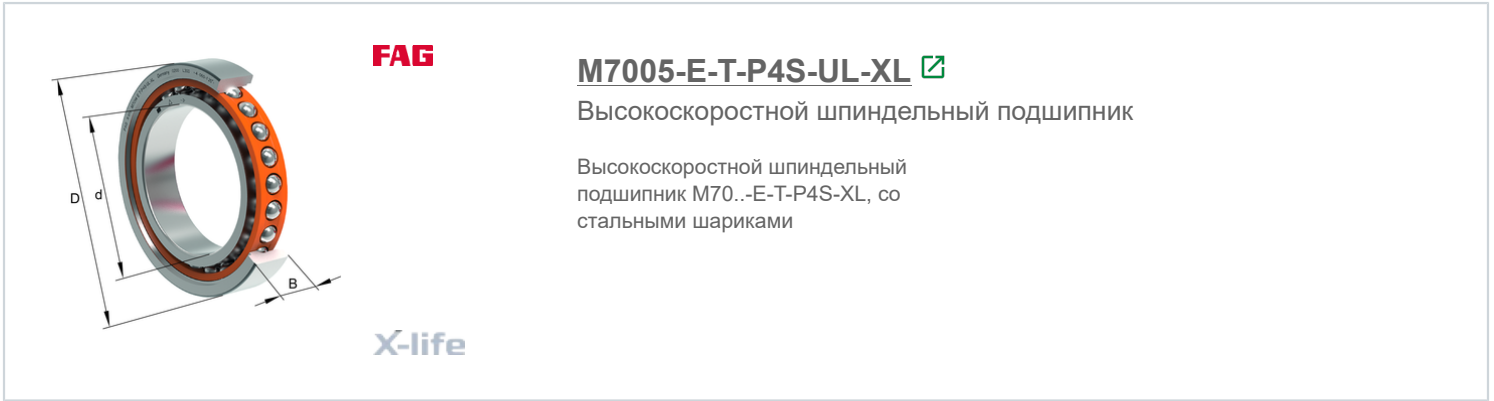 FAG
M7005-E-T-P4S-UL-XL
Высокоскоростной шпиндельный подшипник
Высокоскоростной шпиндельный
подшипник M70..-E-T-P4S-XL, со
стальными шариками
D
d
B
X-life